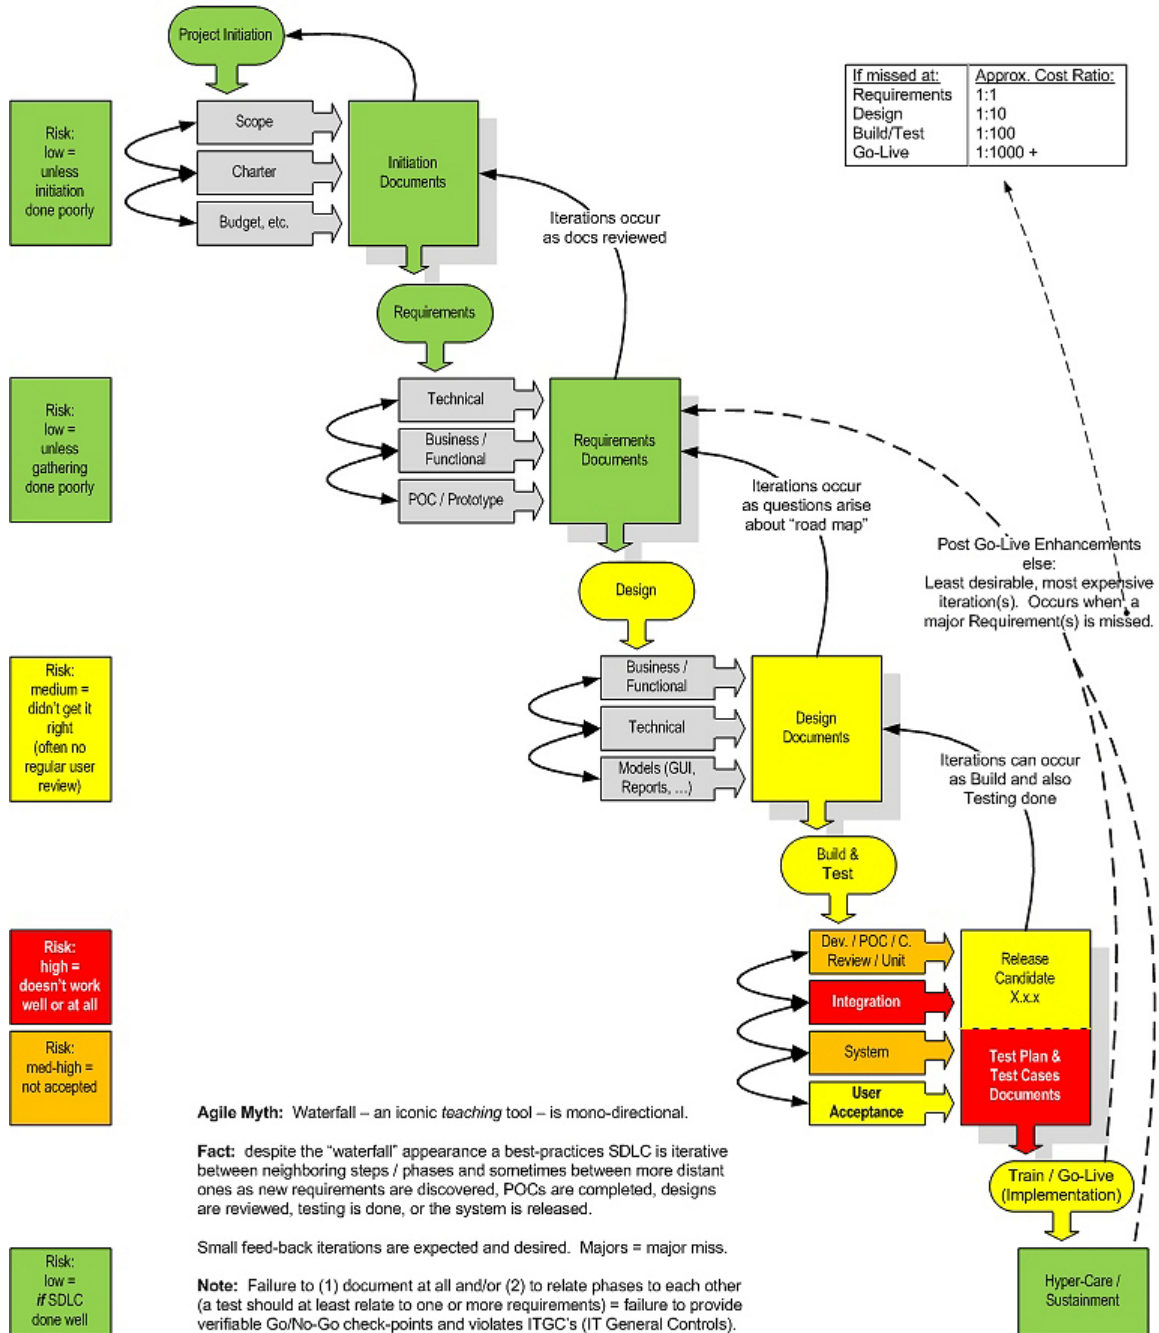 Project Initiation
If missed at: Approx. Cost Ratio:
Requirements 1:1
Design 1:10
Build/Test 1:100
Go-Live 1:1000 +
Risk:
low =
unless
initiation
done poorly
Scope
Charter
Budget, etc.
Initiation
Documents
Iterations occur
as docs reviewed
Requirements
Risk:
low =
unless
gathering
done poorly
Technical
Business /
Functional
POC / Prototype
Requirements
Documents
Iterations occur
as questions arise
about “road map”
Post Go-Live Enhancements
else:
Least desirable, most expensive
iteration(s). Occurs when a
major Requirement(s) is missed.
Design
Risk:
medium =
didn’t get it
right
(often no
regular user
review)
Business /
Functional
Technical
Models (GUI,
Reports, ...)
Design
Documents
Iterations can occur
as Build and also
Testing done
Build &
Test
Risk:
high =
doesn’t work
well or at all
Risk:
med-high =
not accepted
Dev. / POC / C.
Review / Unit
Integration
System
User
Acceptance
Release
Candidate
X.x.x
Test Plan &
Test Cases
Documents
Train / Go-Live
(Implementation)
Agile Myth: Waterfall – an iconic teaching tool – is mono-directional.
Fact: despite the “waterfall” appearance a best-practices SDLC is iterative
between neighboring steps / phases and sometimes between more distant
ones as new requirements are discovered, POCs are completed, designs
are reviewed, testing is done, or the system is released.
Small feed-back iterations are expected and desired. Majors = major miss.
Note: Failure to (1) document at all and/or (2) to relate phases to each other
(a test should at least relate to one or more requirements) = failure to provide
verifiable Go/No-Go check-points and violates ITGC’s (IT General Controls).
Risk:
low =
if SDLC
done well
Hyper-Care /
Sustainment